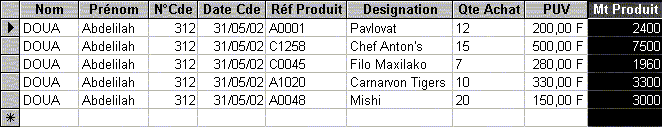 Nom Prénom N°Cde Date Cde Réf Produit Designation Qte Achat PUV Mt Produit
DOUA Abdelilah 312 31/05/02 A0001 Pavlovat 12 200,00 F 2400
DOUA Abdelilah 312 31/05/02 C1258 Chef Anton's 15 500,00 F 7500
DOUA Abdelilah 312 31/05/02 C0045 Filo Maxilako 7 280,00 F 1960
DOUA Abdelilah 312 31/05/02 A1020 Carnarvon Tigers 10 330,00 F 3300
DOUA Abdelilah 312 31/05/02 A0048 Mishi 20 150,00 F 3000